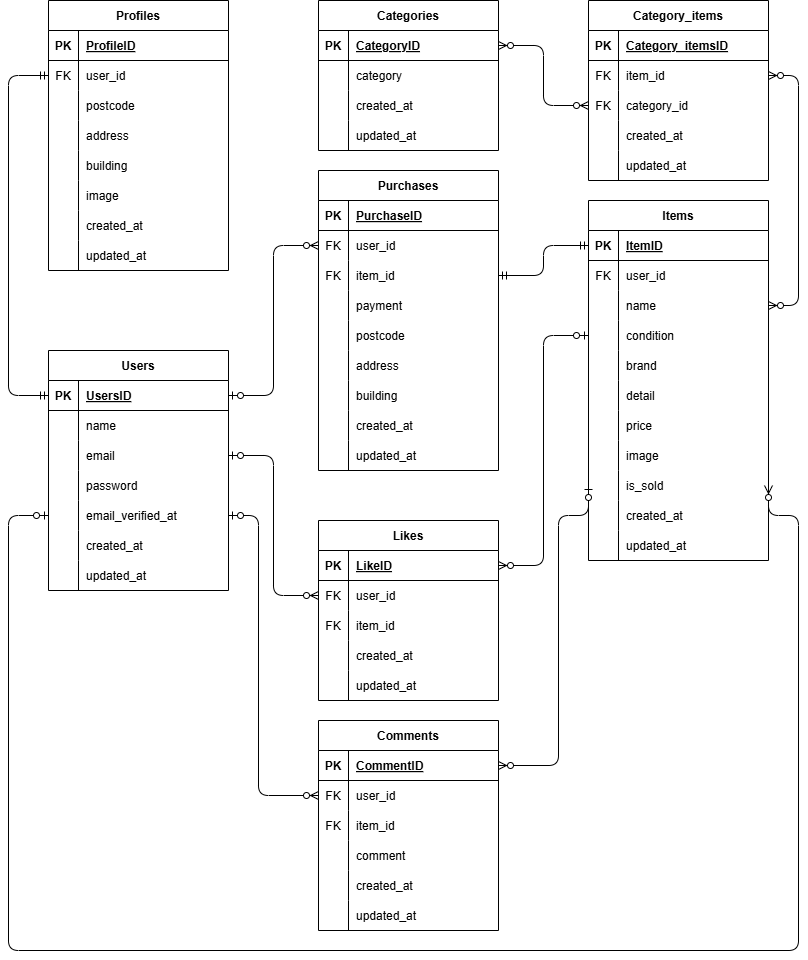 Profiles
PK ProfileID
FK user_id
postcode
address
building
image
created_at
updated_at
Categories
PK CategoryID
category
created_at
updated_at
Category_items
PK Category_itemsID
FK item_id
FK category_id
created_at
updated_at
Purchases
PK PurchaseID
FK user_id
FK item_id
payment
postcode
address
building
created_at
updated_at
Items
PK ItemID
FK user_id
name
condition
brand
detail
price
image
is_sold
created_at
updated_at
Users
PK UsersID
name
email
password
email_verified_at
created_at
updated_at
Likes
PK LikeID
FK user_id
FK item_id
created_at
updated_at
Comments
PK CommentID
FK user_id
FK item_id
comment
created_at
updated_at